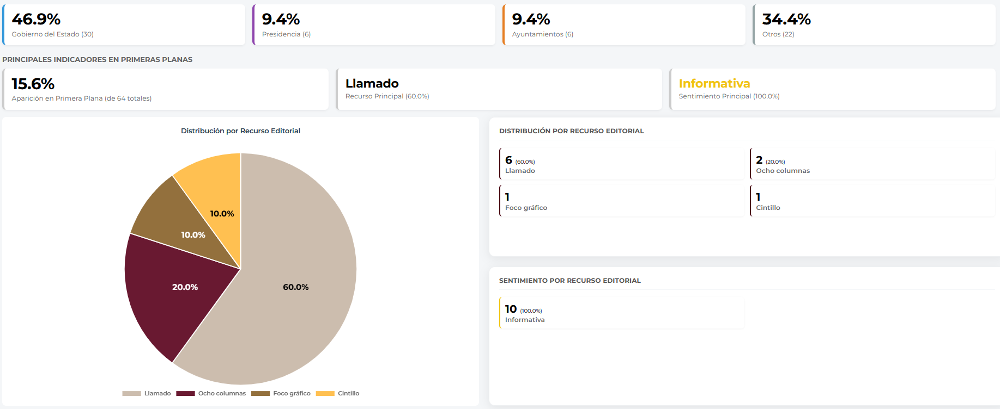 46.9%
Gobierno del Estado (30)
9.4%
Presidencia (6)
9.4%
Ayuntamientos (6)
34.4%
Otros (22)
PRINCIPALES INDICADORES EN PRIMERAS PLANAS
15.6%
Aparición en Primera Plana (de 64 totales)
Llamado
Recurso Principal (60.0%)
Informativa
Sentimiento Principal (100.0%)
Distribución por Recurso Editorial
10.0%
10.0%
20.0%
60.0%
Llamado
Ocho columnas
Foco gráfico
Cintillo
DISTRIBUCIÓN POR RECURSO EDITORIAL
6 (60.0%)
Llamado
2 (20.0%)
Ocho columnas
1
Foco gráfico
1
Cintillo
SENTIMIENTO POR RECURSO EDITORIAL
10 (100.0%)
Informativa